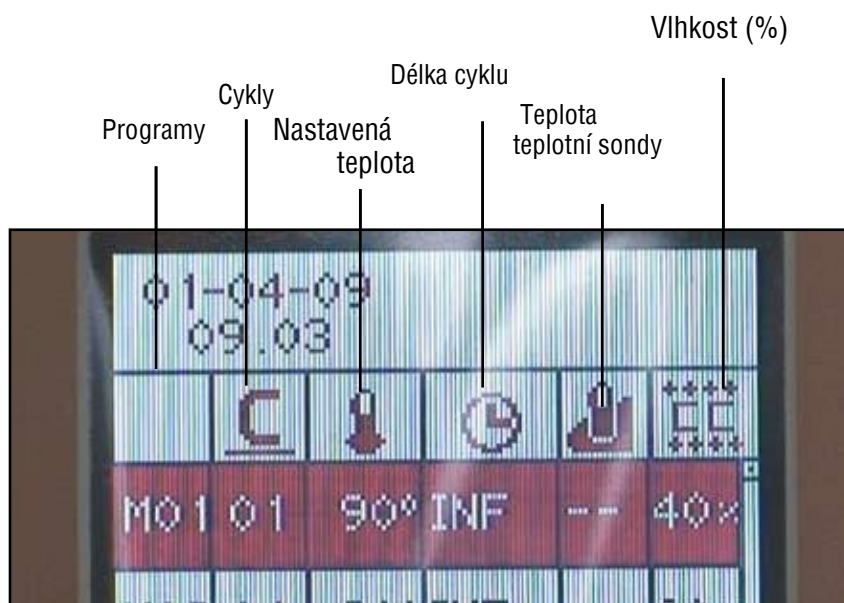 Vlhkost (%)
Délka cyklu
Cykly
Teplota
teplotní sondy
Programy
Nastavená
teplota
01-04-09
09.03
M01 01 90° INF -- 40%